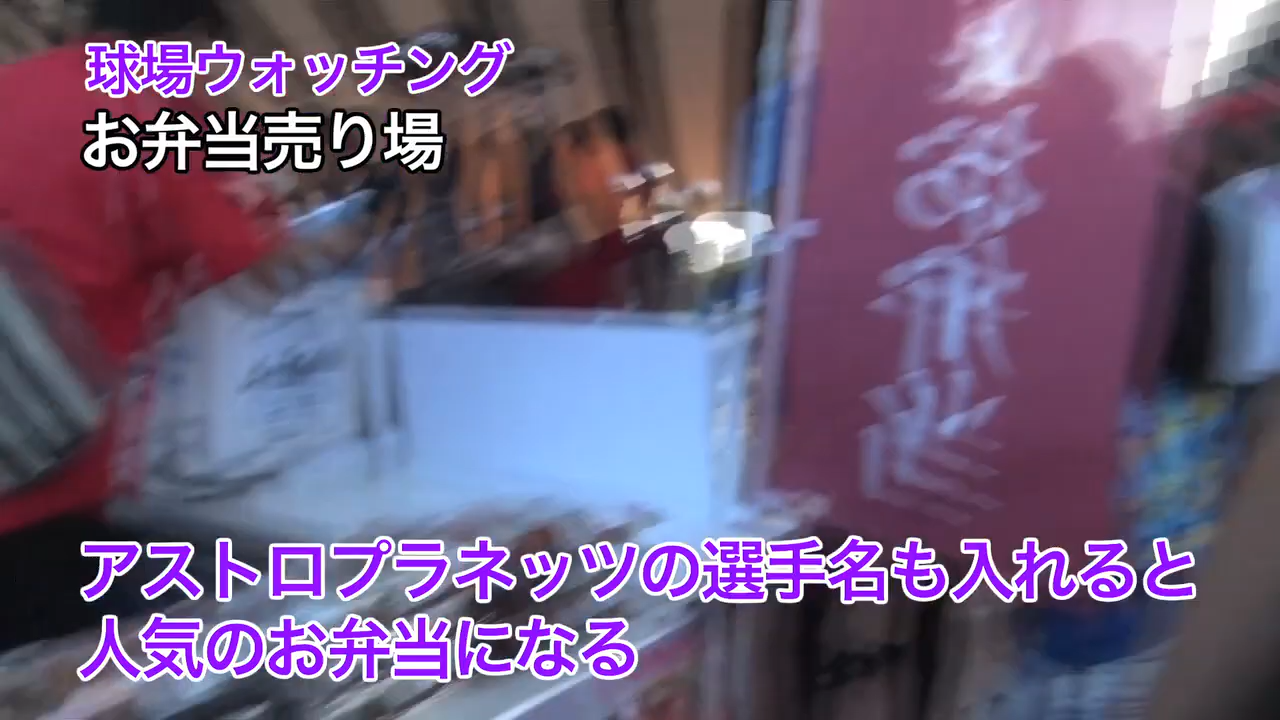 球場ウォッチング
お弁当売り場
アストロプラネッツの選手名も入れると
人気のお弁当になる